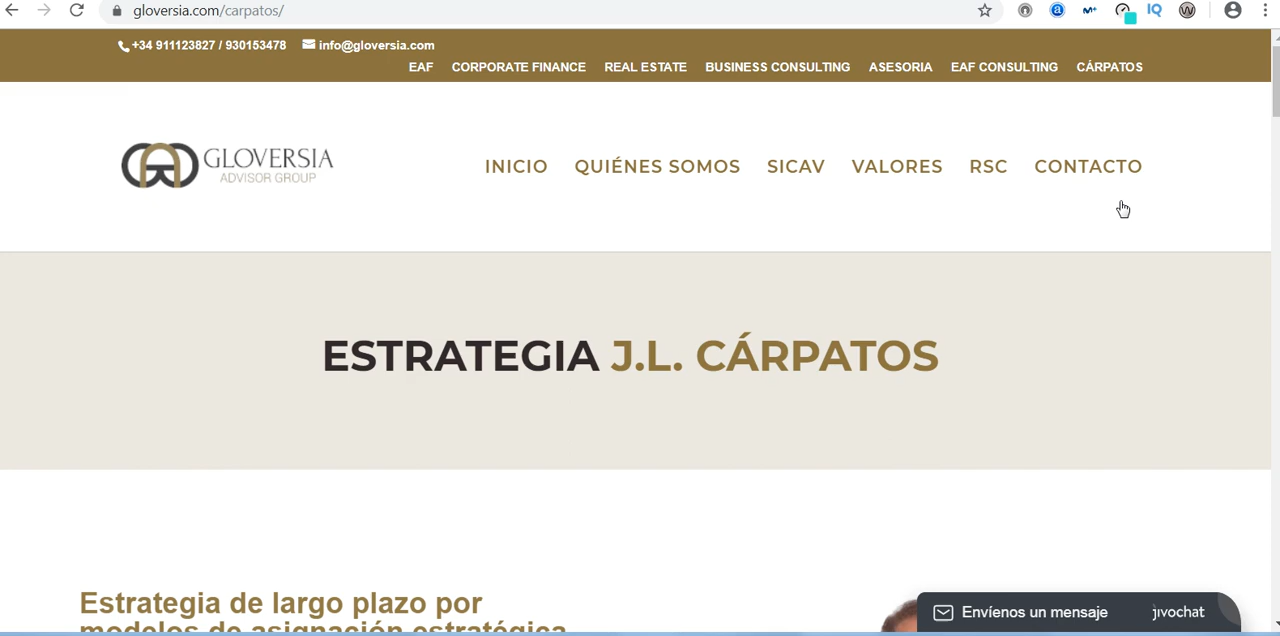 gloversia.com/carpatos/
+34 911123827 / 930153478 info@gloversia.com
EAF CORPORATE FINANCE REAL ESTATE BUSINESS CONSULTING ASESORIA EAF CONSULTING CÁRPATOS
GLOVERSIA
ADVISOR GROUP
INICIO QUIÉNES SOMOS SICAV VALORES RSC CONTACTO
ESTRATEGIA J.L. CÁRPATOS
Estrategia de largo plazo por
modelos de asignación estratégica
Envíenos un mensaje jivochat